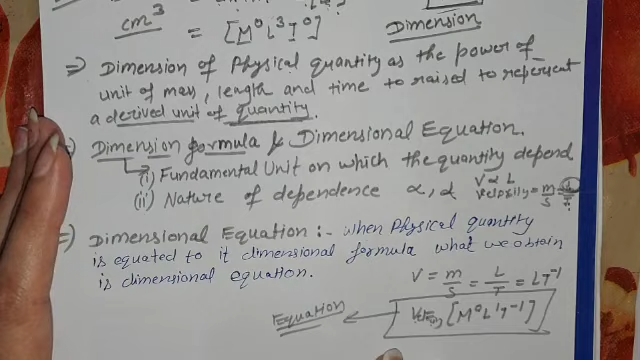 cm³ = [M⁰ L³ T⁰]
Dimension
⇒ Dimension of Physical quantity as the power of
unit of mass, length and time to raised to represent
a derived unit of quantity.
Dimension formula & Dimensional Equation.
(i) Fundamental Unit on which the quantity depend
(ii) Nature of dependence α, α
V α L
velocity = m/s = L/T
⇒) Dimensional Equation :- when Physical quantity
is equated to it dimensional formula what we obtain
is dimensional equation.
V = m/s = L/T = LT⁻¹
Equation ← [M⁰L¹T⁻¹]